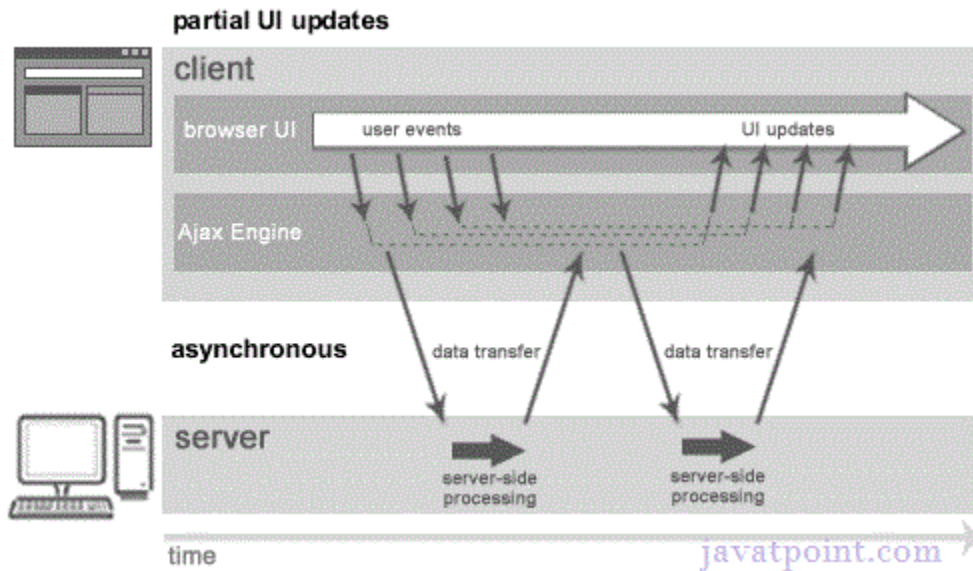 partial UI updates
client
browser UI
user events
UI updates
Ajax Engine
asynchronous
data transfer
data transfer
server
server-side
processing
server-side
processing
time
javatpoint.com